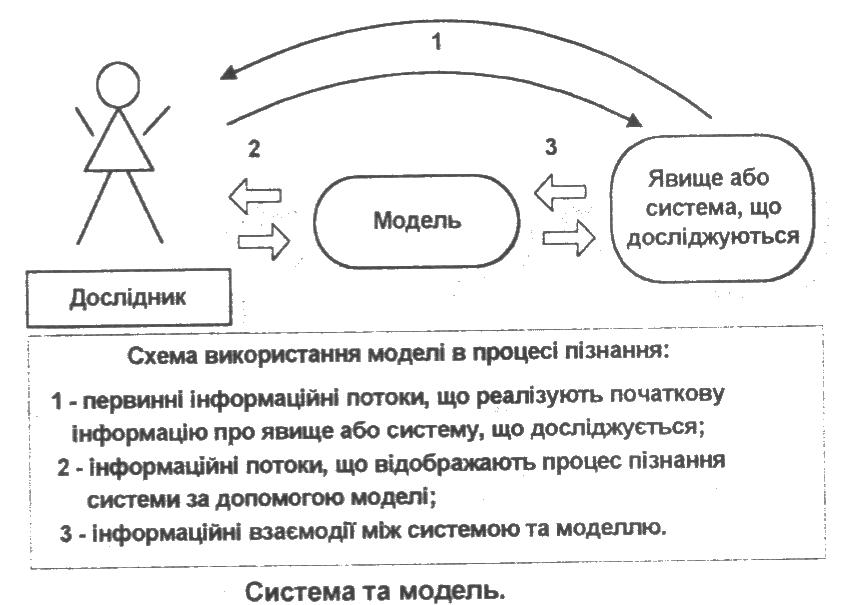 1
2
3
Явище або
система, що
досліджуються
Модель
Дослідник
Схема використання моделі в процесі пізнання:
1 - первинні інформаційні потоки, що реалізують початкову
інформацію про явище або систему, що досліджується;
2 - інформаційні потоки, що відображають процес пізнання
системи за допомогою моделі;
3 - інформаційні взаємодії між системою та моделлю.
Система та модель.